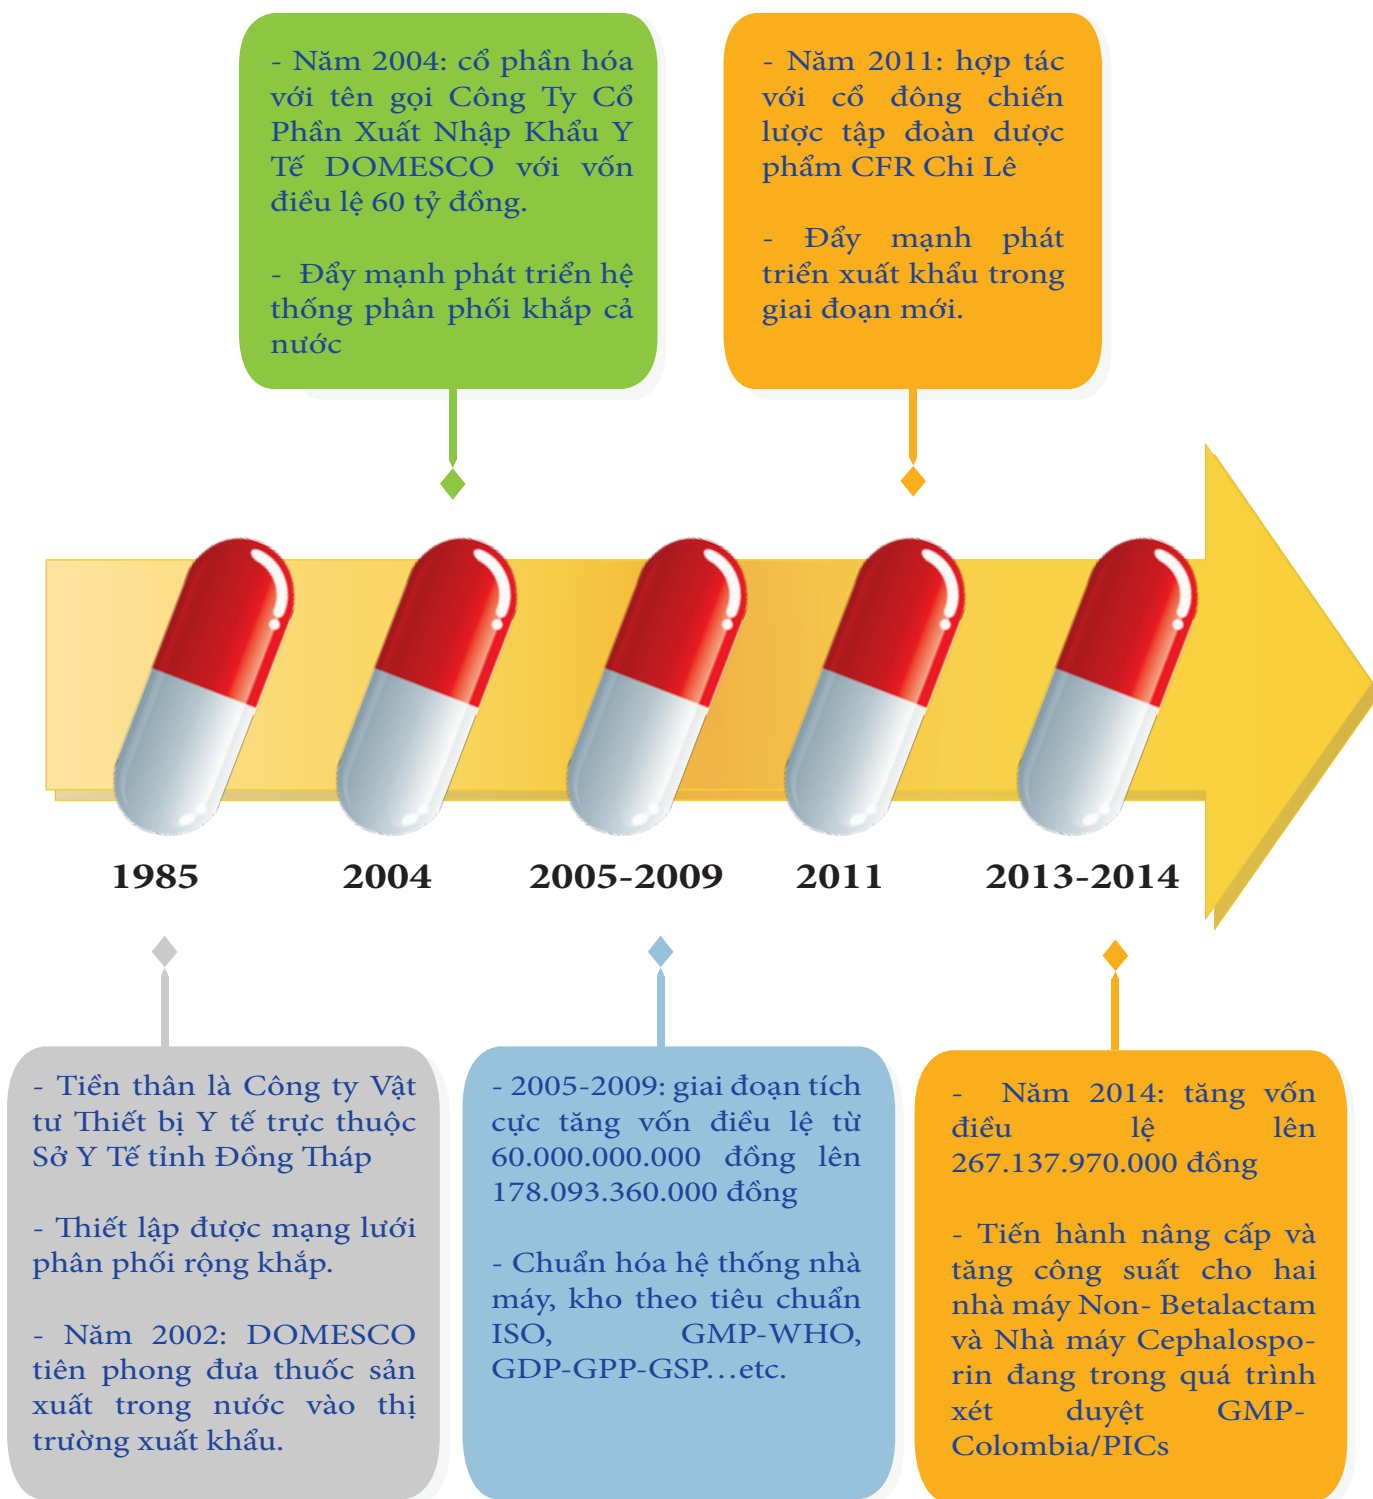 - Năm 2004: cổ phần hóa
với tên gọi Công Ty Cổ
Phần Xuất Nhập Khẩu Y
Tế DOMESCO với vốn
điều lệ 60 tỷ đồng.
- Đẩy mạnh phát triển hệ
thống phân phối khắp cả
nước
- Năm 2011: hợp tác
với cổ đông chiến
lược tập đoàn dược
phẩm CFR Chi Lê
- Đẩy mạnh phát
triển xuất khẩu trong
giai đoạn mới.
1985
2004
2005-2009
2011
2013-2014
- Tiền thân là Công ty Vật
tư Thiết bị Y tế trực thuộc
Sở Y Tế tỉnh Đồng Tháp
- Thiết lập được mạng lưới
phân phối rộng khắp.
- Năm 2002: DOMESCO
tiên phong đưa thuốc sản
xuất trong nước vào thị
trường xuất khẩu.
- 2005-2009: giai đoạn tích
cực tăng vốn điều lệ từ
60.000.000.000 đồng lên
178.093.360.000 đồng
- Chuẩn hóa hệ thống nhà
máy, kho theo tiêu chuẩn
ISO, GMP-WHO,
GDP-GPP-GSP…etc.
- Năm 2014: tăng vốn
điều lệ lên
267.137.970.000 đồng
- Tiến hành nâng cấp và
tăng công suất cho hai
nhà máy Non- Betalactam
và Nhà máy Cephalospo-
rin đang trong quá trình
xét duyệt GMP-
Colombia/PICs